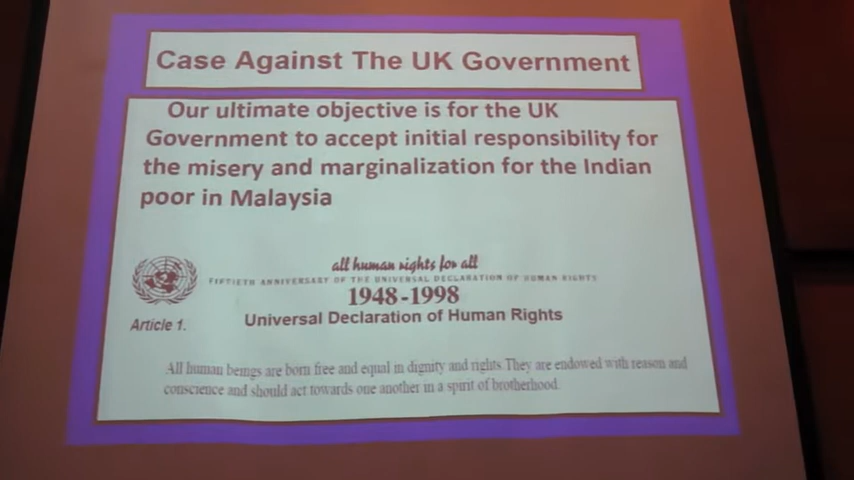 Case Against The UK Government
Our ultimate objective is for the UK
Government to accept initial responsibility for
the misery and marginalization for the Indian
poor in Malaysia
all human rights for all
FIFTIETH ANNIVERSARY OF THE UNIVERSAL DECLARATION OF HUMAN RIGHTS
1948-1998
Article 1.
Universal Declaration of Human Rights
All human beings are born free and equal in dignity and rights. They are endowed with reason and
conscience and should act towards one another in a spirit of brotherhood.